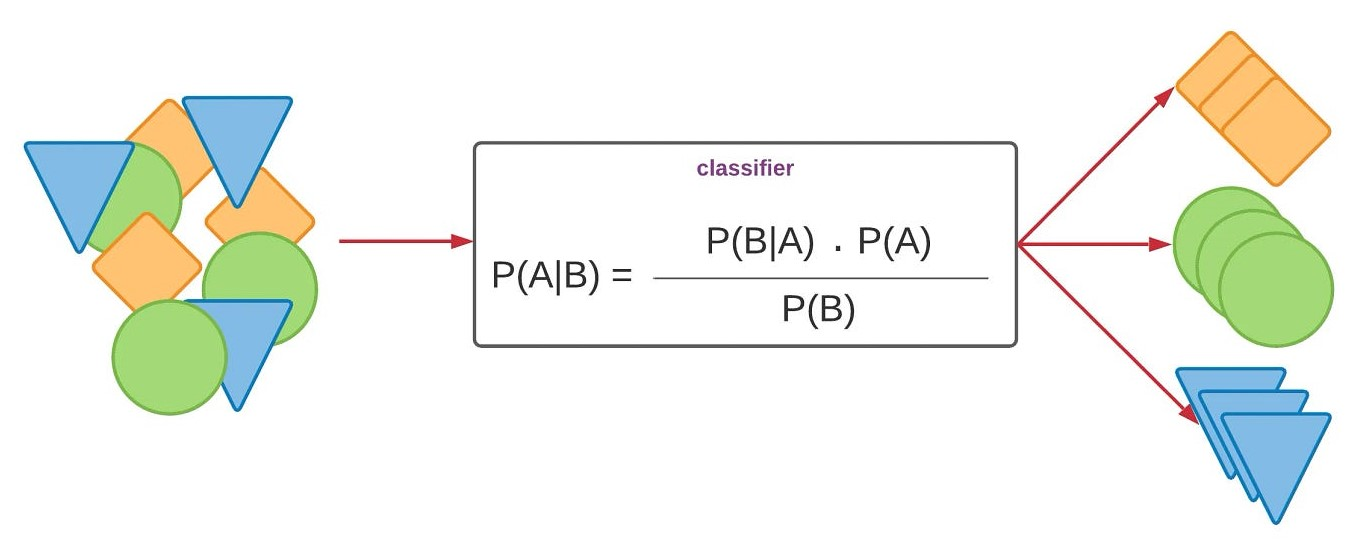 classifier
P(B|A) . P(A)
P(A|B) =
P(B)